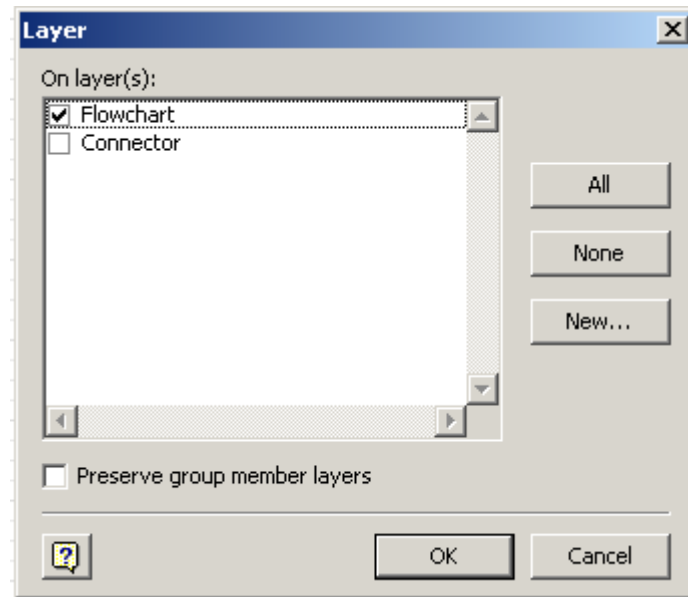 Layer
On layer(s):
Flowchart
Connector
All
None
New...
Preserve group member layers
?
OK
Cancel